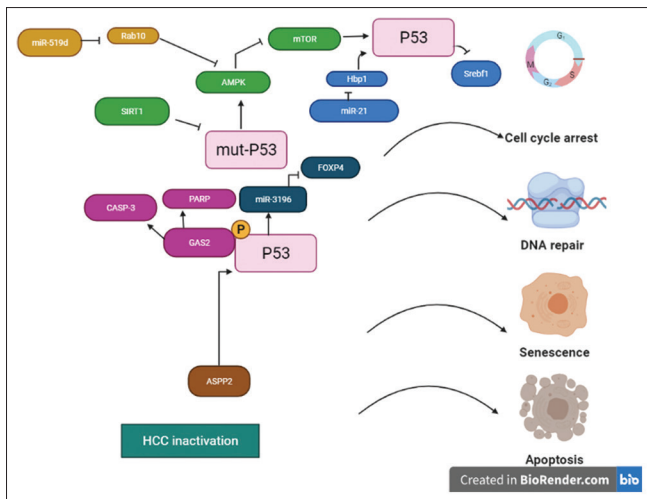 miR-519d
Rab10
mTOR
P53
G₁
M
S
G₂
AMPK
Hbp1
Srebf1
miR-21
SIRT1
mut-P53
Cell cycle arrest
FOXP4
PARP
miR-3196
CASP-3
GAS2
P
P53
DNA repair
Senescence
ASPP2
HCC inactivation
Apoptosis
Created in BioRender.com bio